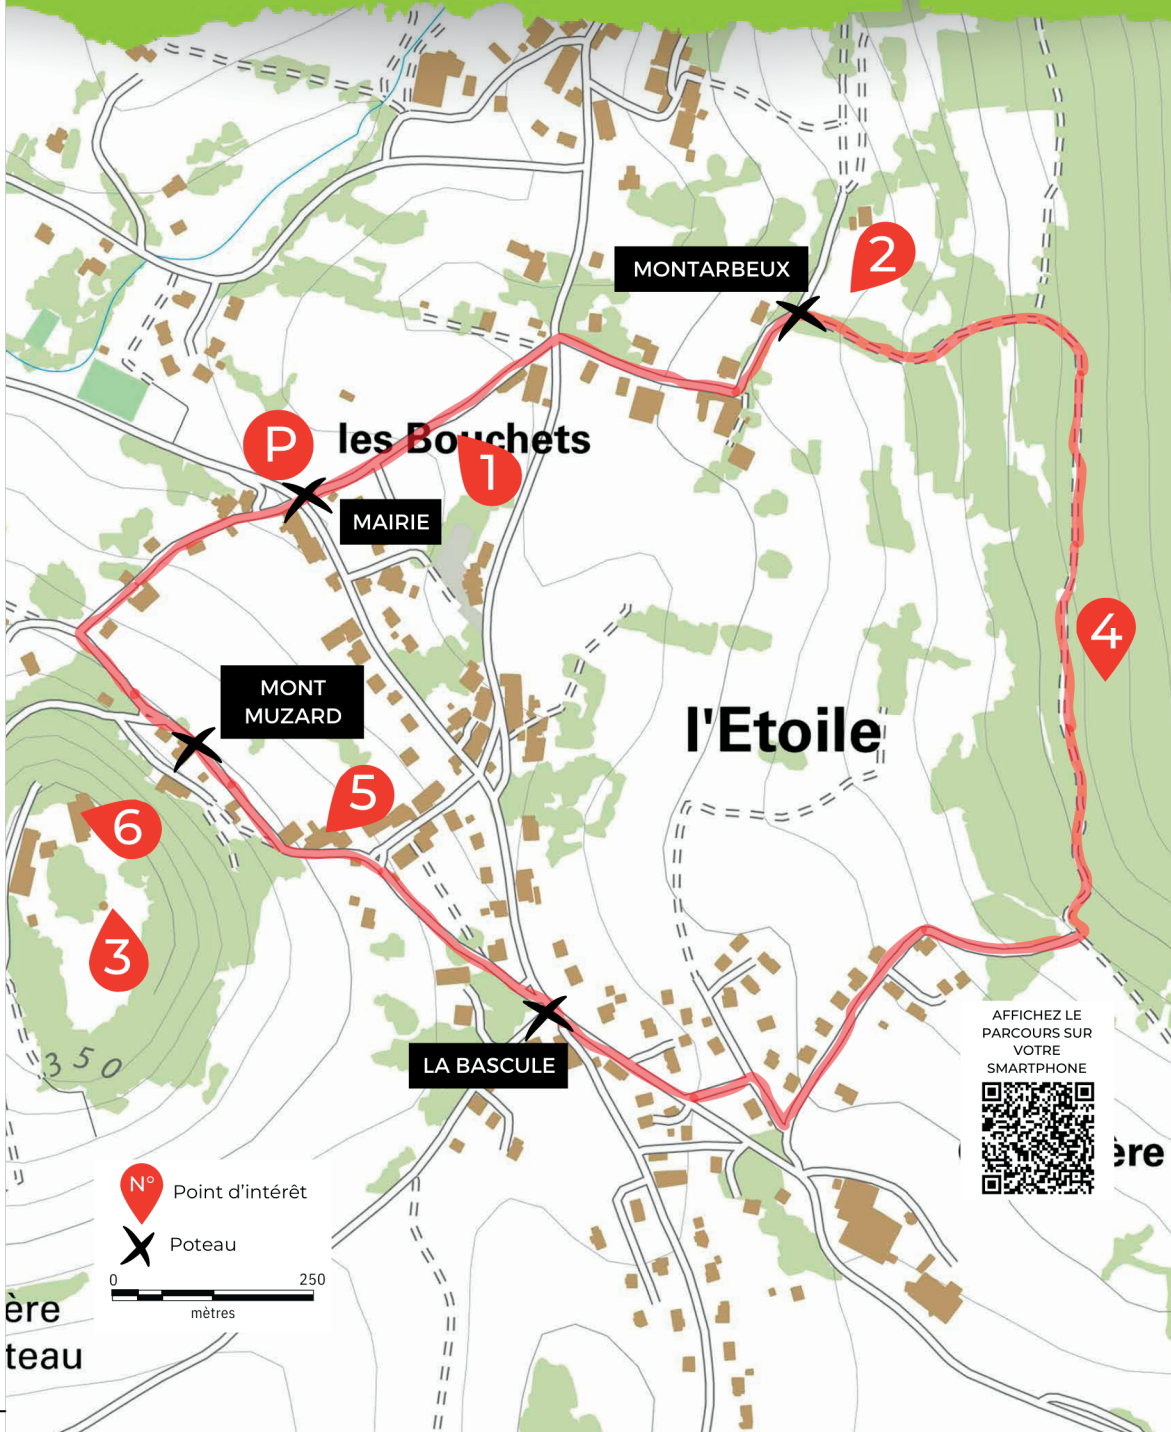 MONTARBEUX
2
P
les Bouchets
1
MAIRIE
4
MONT
MUZARD
l'Etoile
5
6
3
LA BASCULE
350
AFFICHEZ LE
PARCOURS SUR
VOTRE
SMARTPHONE
ère
N° Point d'intérêt
Poteau
0 250
mètres
ère
teau